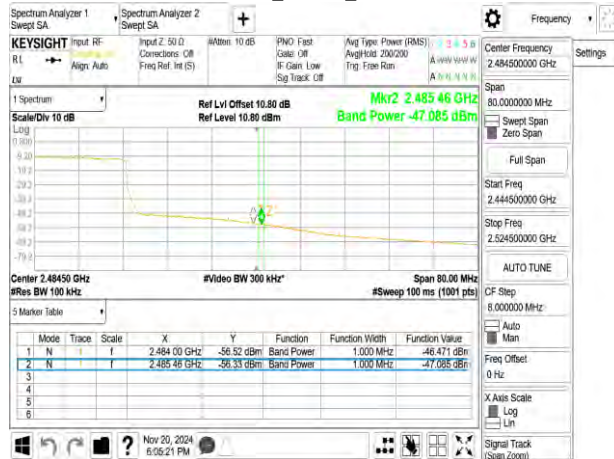 Spectrum Analyzer 1
Swept SA
Spectrum Analyzer 2
Swept SA
+
Frequency
KEYSIGHT
Input: RF
Align: Auto
Input Z: 50 Ω
Corrections: Off
Freq Ref: Int (S)
#Atten: 10 dB
PNO: Fast
Gate: Off
IF Gain: Low
Sig Track: Off
Avg Type: Power (RMS)
Avg|Hold: 200/200
Trig: Free Run
Center Frequency
2.484500000 GHz
Settings
Span
80.0000000 MHz
Swept Span
Zero Span
Full Span
Start Freq
2.444500000 GHz
Stop Freq
2.524500000 GHz
AUTO TUNE
CF Step
8.000000 MHz
Auto
Man
Freq Offset
0 Hz
X Axis Scale
Log
Lin
Signal Track
(Span Zoom)
1 Spectrum
Scale/Div 10 dB
Log
Ref Lvl Offset 10.80 dB
Ref Level 10.80 dBm
Mkr2 2.485 46 GHz
Band Power -47.085 dBm
Center 2.48450 GHz
#Res BW 100 kHz
#Video BW 300 kHz*
Span 80.00 MHz
#Sweep 100 ms (1001 pts)
5 Marker Table
Mode Trace Scale X Y Function Function Width Function Value
1 N 1 f 2.484 00 GHz -56.52 dBm Band Power 1.000 MHz -46.471 dBm
2 N 1 f 2.485 46 GHz -56.33 dBm Band Power 1.000 MHz -47.085 dBm
3
4
5
6
?
Nov 20, 2024
6:05:21 PM